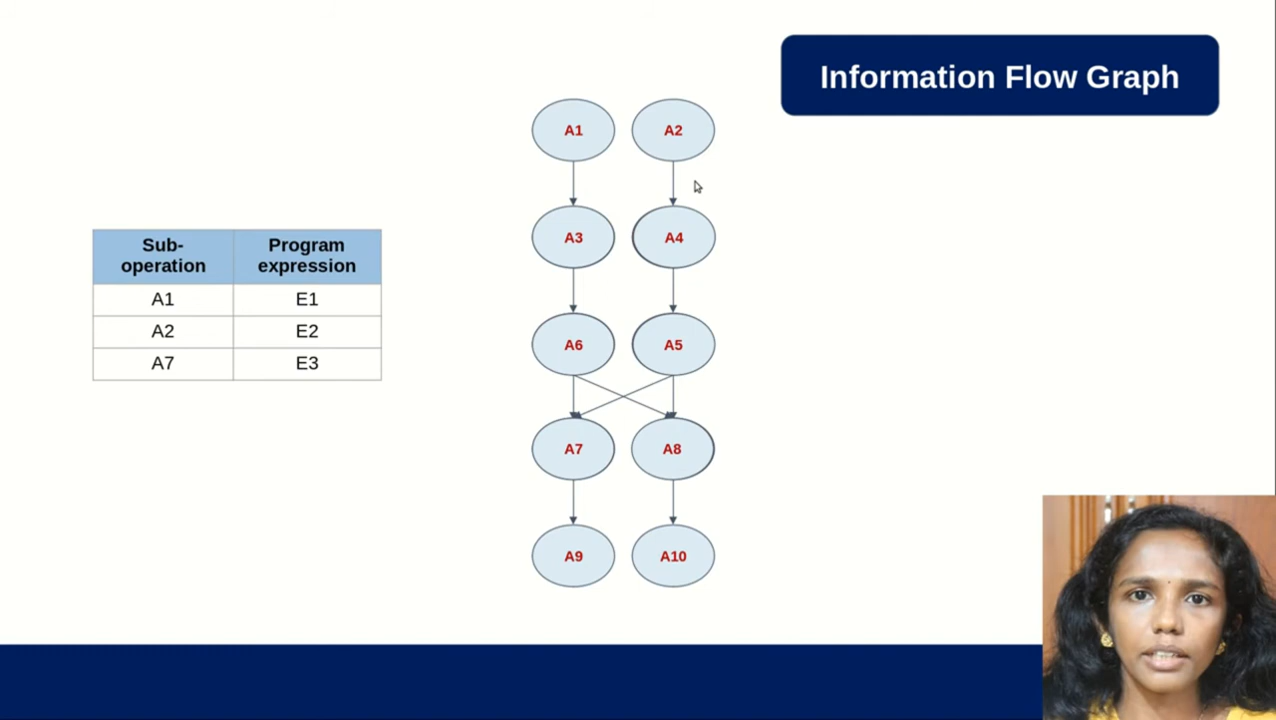 Information Flow Graph
A1 A2
A3 A4
A6 A5
A7 A8
A9 A10
Sub-
operation
Program
expression
A1 E1
A2 E2
A7 E3